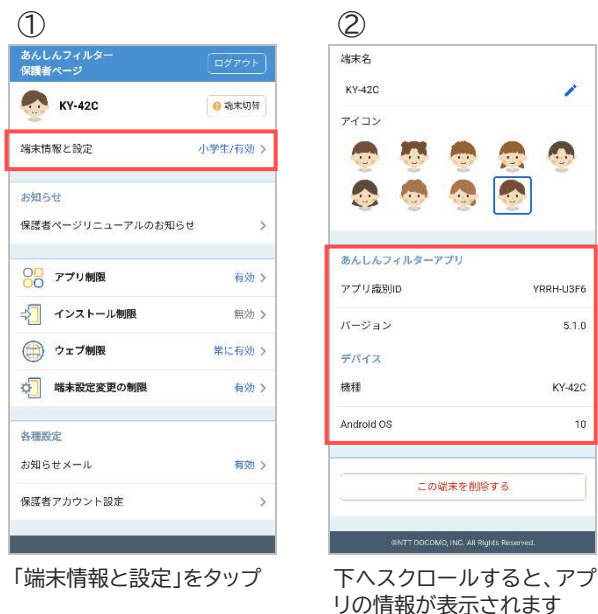 ①
あんしんフィルター
保護者ページ
ログアウト
KY-42C
端末切替
端末情報と設定 小学生/有効
お知らせ
保護者ページリニューアルのお知らせ
アプリ制限 有効
インストール制限 無効
ウェブ制限 常に有効
端末設定変更の制限 有効
各種設定
お知らせメール 有効
保護者アカウント設定
「端末情報と設定」をタップ
②
端末名
KY-42C
アイコン
あんしんフィルターアプリ
アプリ識別ID YRRH-U3F6
バージョン 5.1.0
デバイス
機種 KY-42C
Android OS 10
この端末を削除する
©NTT DOCOMO, INC. All Rights Reserved.
下へスクロールすると、アプ
リの情報が表示されます